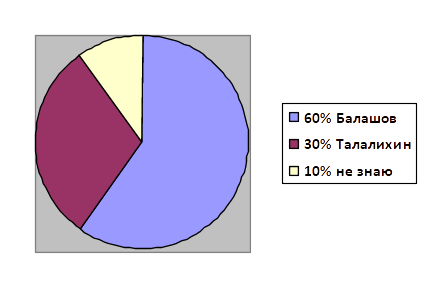 60% Балашов
30% Талалихин
10% не знаю